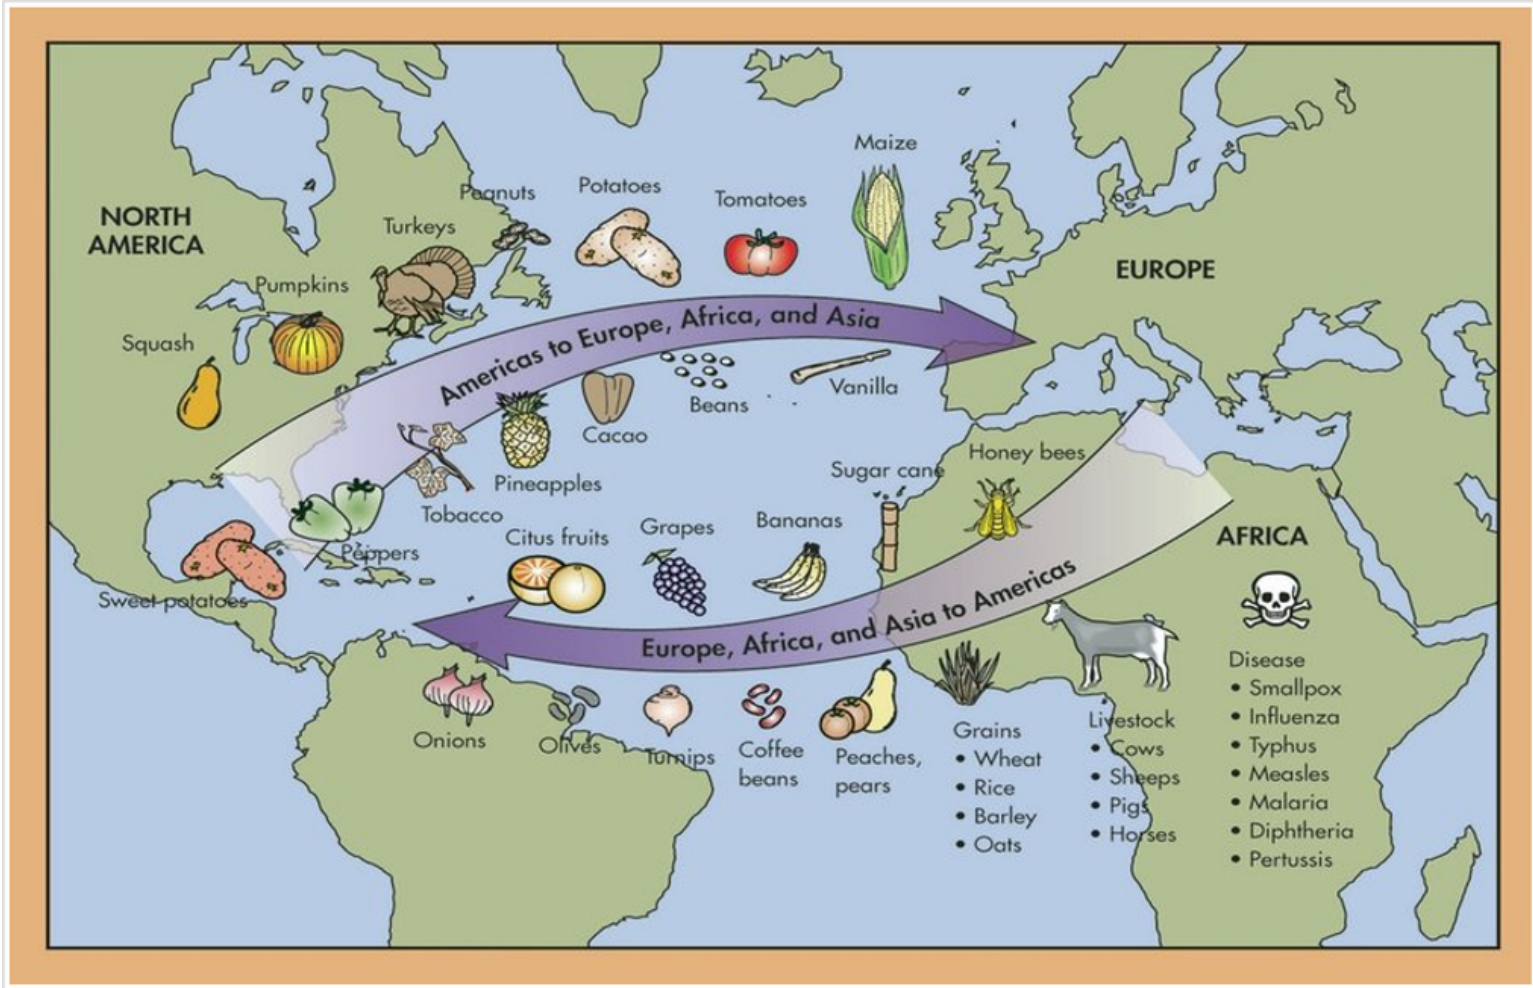 Maize
Peanuts
Potatoes
Tomatoes
NORTH
AMERICA
Turkeys
EUROPE
Pumpkins
Squash
Americas to Europe, Africa, and Asia
Beans
Vanilla
Cacao
Pineapples
Tobacco
Peppers
Sweet potatoes
Honey bees
Sugar cane
Citus fruits
Grapes
Bananas
AFRICA
Europe, Africa, and Asia to Americas
Onions
Olives
Turnips
Coffee
beans
Peaches,
pears
Grains
• Wheat
• Rice
• Barley
• Oats
Livestock
• Cows
• Sheeps
• Pigs
• Horses
Disease
• Smallpox
• Influenza
• Typhus
• Measles
• Malaria
• Diphtheria
• Pertussis